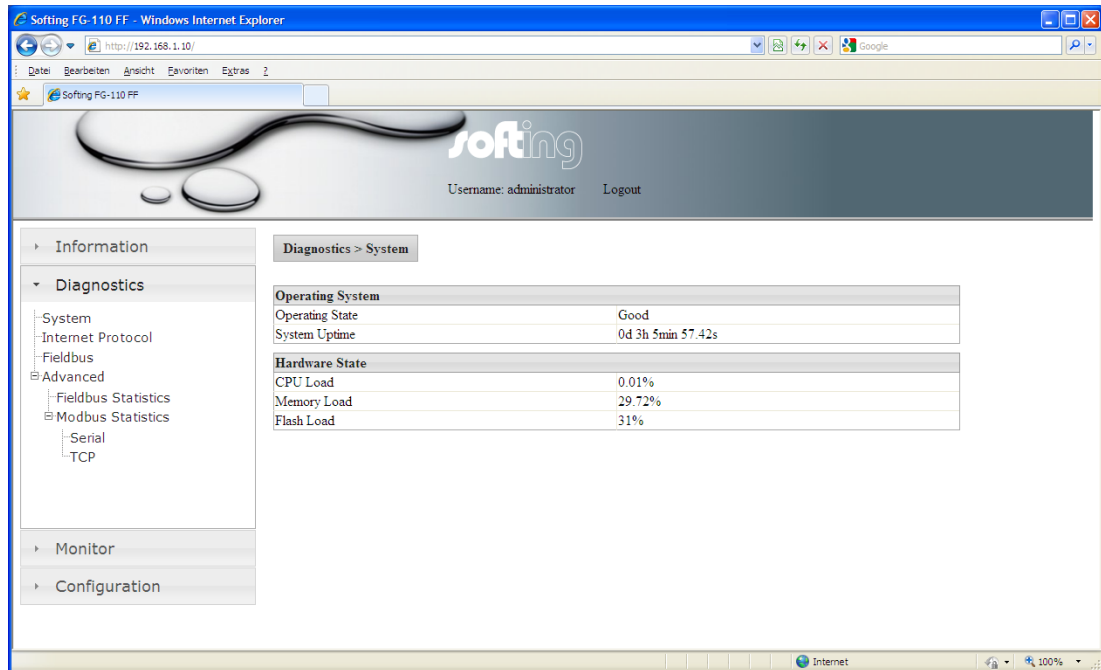 Softing FG-110 FF - Windows Internet Explorer
http://192.168.1.10/
Google
Datei Bearbeiten Ansicht Favoriten Extras ?
Softing FG-110 FF
softing
Username: administrator Logout
Information
Diagnostics > System
Diagnostics
System
Internet Protocol
Fieldbus
Advanced
Fieldbus Statistics
Modbus Statistics
Serial
TCP
Monitor
Configuration
Operating System
Operating State Good
System Uptime 0d 3h 5min 57.42s
Hardware State
CPU Load 0.01%
Memory Load 29.72%
Flash Load 31%
Internet 100%